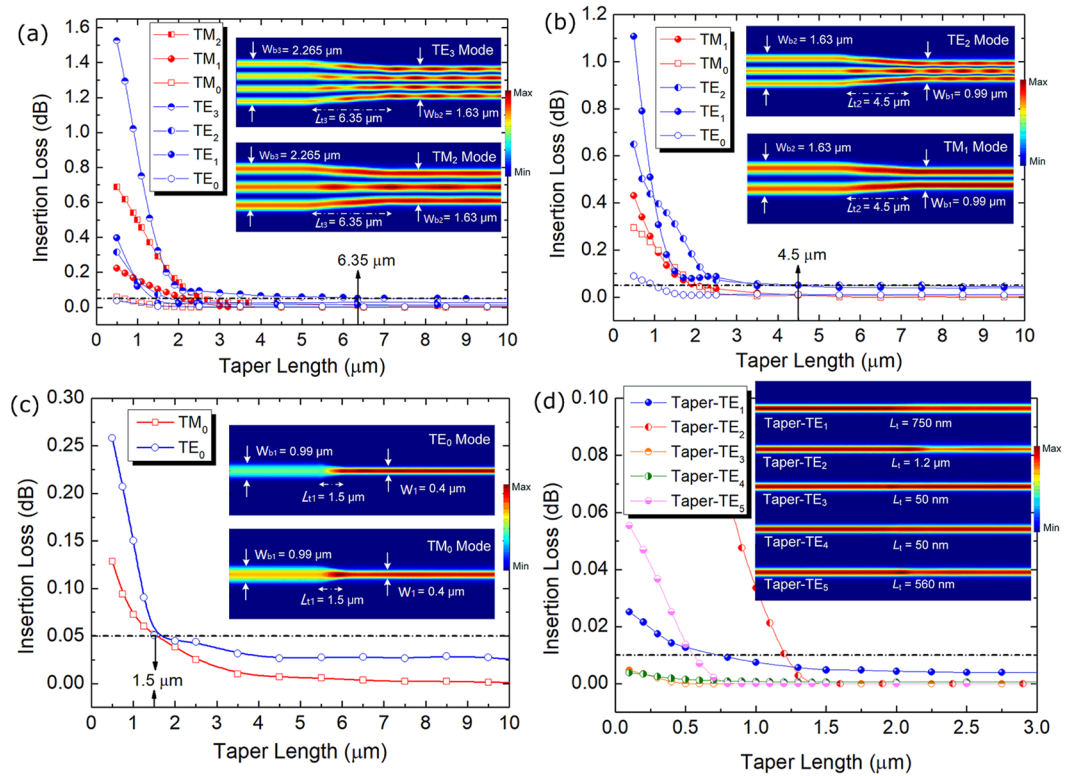 (a)
TM2
TM1
TM0
TE3
TE2
TE1
TE0
Wb3= 2.265 μm
TE3 Mode
Lt3 = 6.35 μm
Wb2= 1.63 μm
Wb3= 2.265 μm
TM2 Mode
Lt3 = 6.35 μm
Wb2= 1.63 μm
Max
Min
6.35 μm
Insertion Loss (dB)
1.6
1.4
1.2
1.0
0.8
0.6
0.4
0.2
0.0
0 1 2 3 4 5 6 7 8 9 10
Taper Length (μm)
(b)
TM1
TM0
TE2
TE1
TE0
Wb2 = 1.63 μm
TE2 Mode
Lt2 = 4.5 μm
Wb1= 0.99 μm
Wb2 = 1.63 μm
TM1 Mode
Lt2 = 4.5 μm
Wb1= 0.99 μm
Max
Min
4.5 μm
Insertion Loss (dB)
1.2
1.0
0.8
0.6
0.4
0.2
0.0
0 1 2 3 4 5 6 7 8 9 10
Taper Length (μm)
(c)
TM0
TE0
TE0 Mode
Wb1= 0.99 μm
Lt1= 1.5 μm
W1= 0.4 μm
TM0 Mode
Wb1= 0.99 μm
Lt1= 1.5 μm
W1= 0.4 μm
Max
Min
1.5 μm
Insertion Loss (dB)
0.30
0.25
0.20
0.15
0.10
0.05
0.00
0 1 2 3 4 5 6 7 8 9 10
Taper Length (μm)
(d)
Taper-TE1
Taper-TE2
Taper-TE3
Taper-TE4
Taper-TE5
Taper-TE1 Lt = 750 nm
Taper-TE2 Lt = 1.2 μm
Taper-TE3 Lt = 50 nm
Taper-TE4 Lt = 50 nm
Taper-TE5 Lt = 560 nm
Max
Min
Insertion Loss (dB)
0.10
0.08
0.06
0.04
0.02
0.00
0.0 0.5 1.0 1.5 2.0 2.5 3.0
Taper Length (μm)